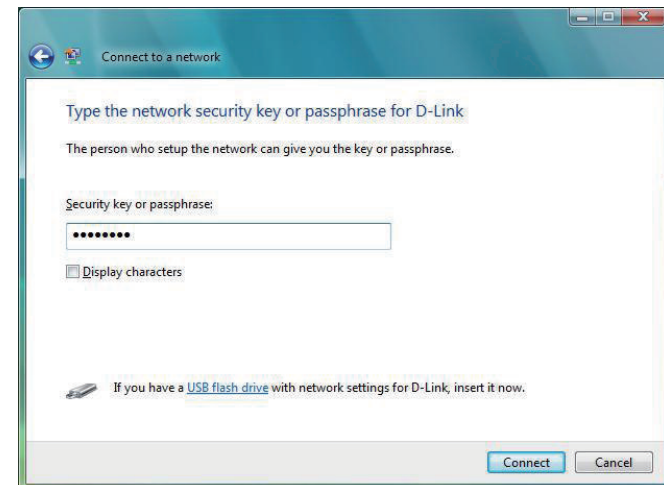 Connect to a network
Type the network security key or passphrase for D-Link
The person who setup the network can give you the key or passphrase.
Security key or passphrase:
••••••••
Display characters
If you have a USB flash drive with network settings for D-Link, insert it now.
Connect Cancel